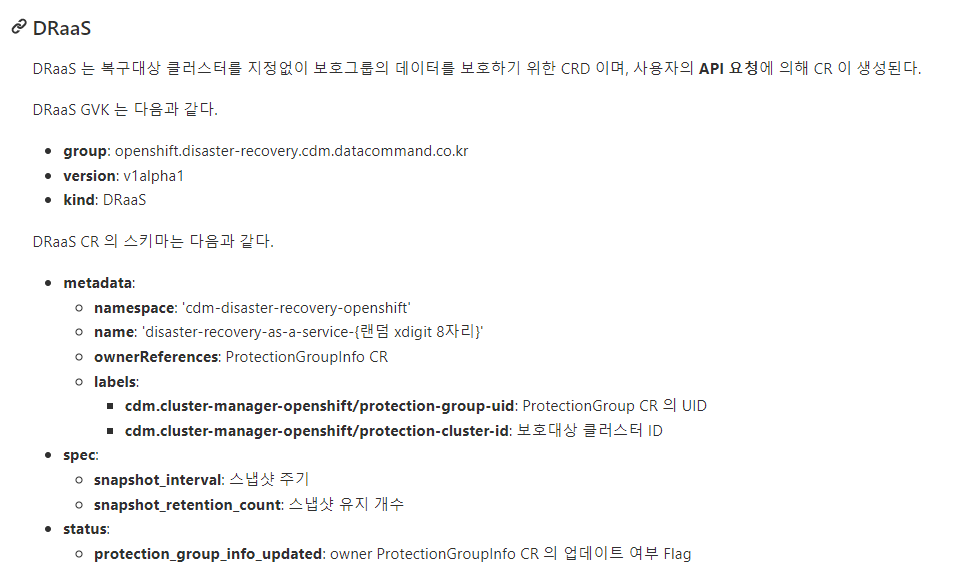 DRaaS
DRaaS 는 복구대상 클러스터를 지정없이 보호그룹의 데이터를 보호하기 위한 CRD 이며, 사용자의 API 요청에 의해 CR 이 생성된다.
DRaaS GVK 는 다음과 같다.
group: openshift.disaster-recovery.cdm.datacommand.co.kr
version: v1alpha1
kind: DRaaS
DRaaS CR 의 스키마는 다음과 같다.
metadata:
namespace: 'cdm-disaster-recovery-openshift'
name: 'disaster-recovery-as-a-service-{랜덤 xdigit 8자리}'
ownerReferences: ProtectionGroupInfo CR
labels:
cdm.cluster-manager-openshift/protection-group-uid: ProtectionGroup CR 의 UID
cdm.cluster-manager-openshift/protection-cluster-id: 보호대상 클러스터 ID
spec:
snapshot_interval: 스냅샷 주기
snapshot_retention_count: 스냅샷 유지 개수
status:
protection_group_info_updated: owner ProtectionGroupInfo CR 의 업데이트 여부 Flag